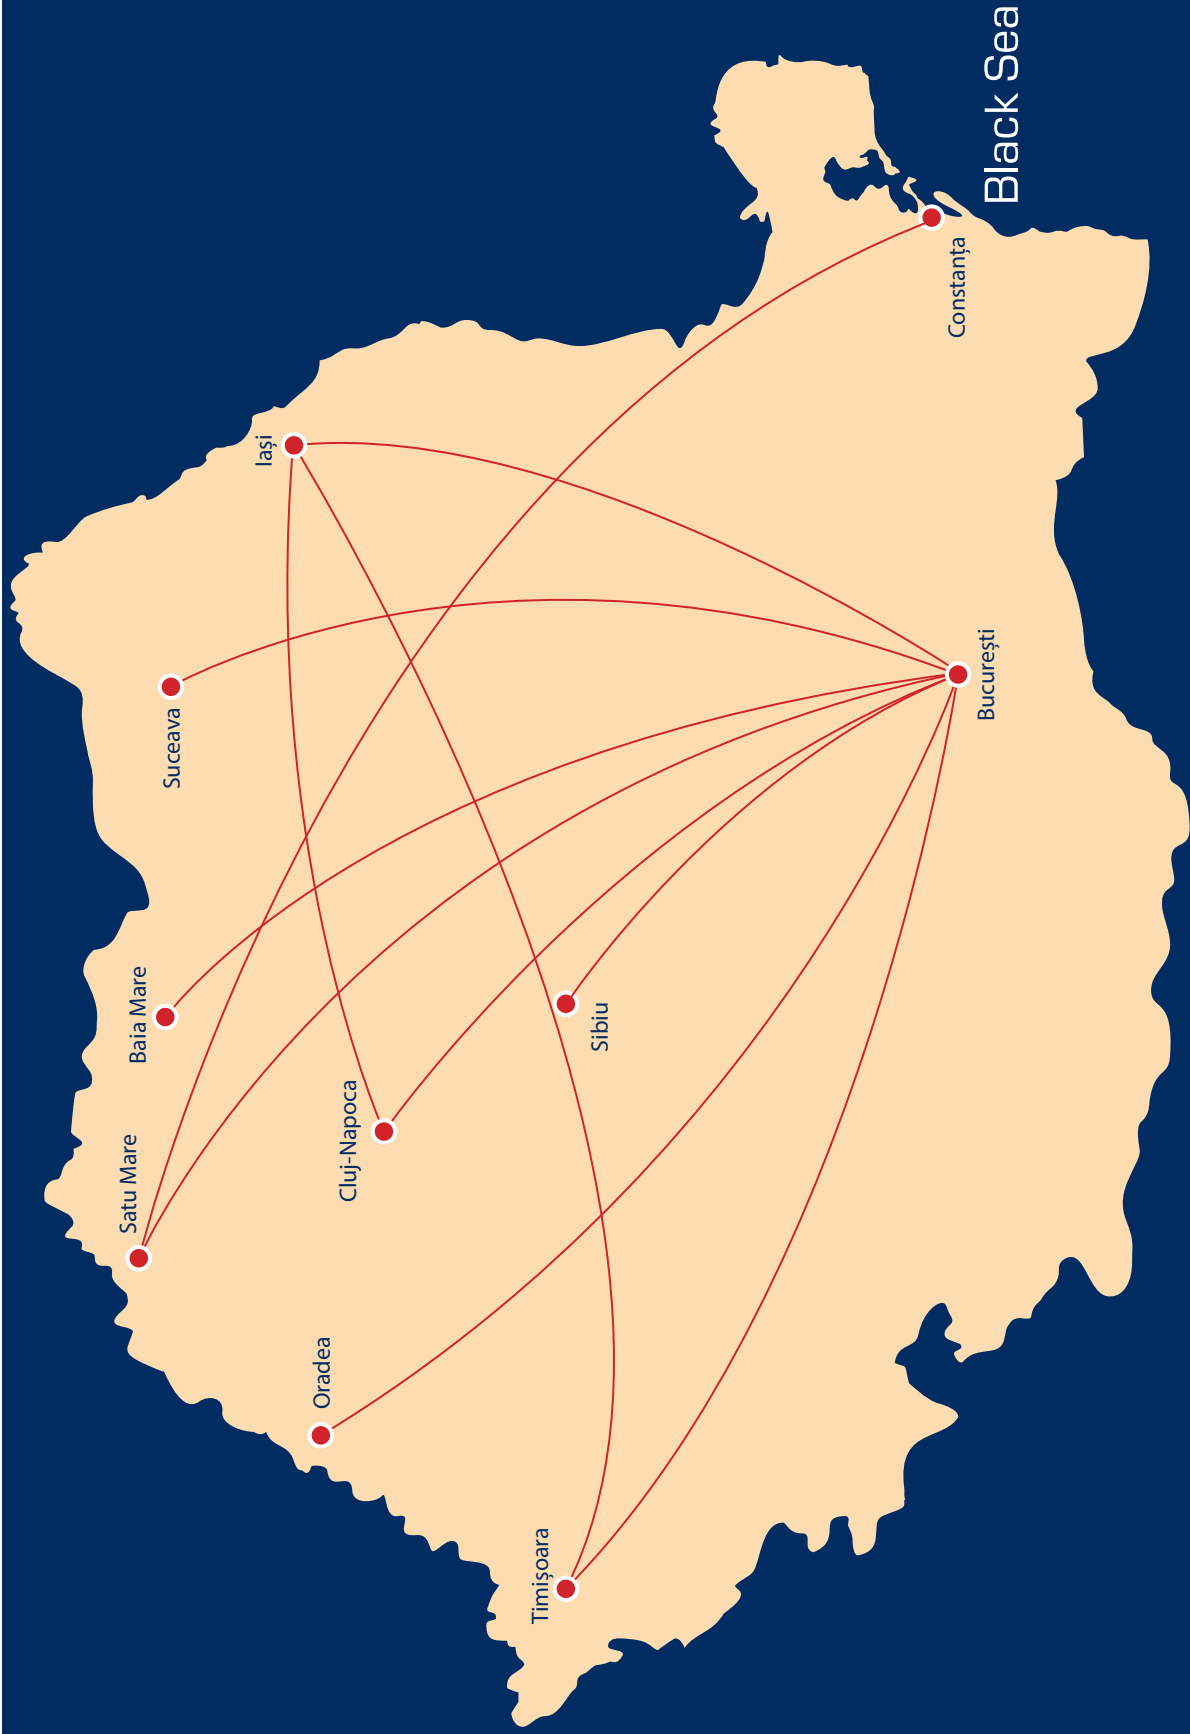 Satu Mare
Baia Mare
Suceava
Iași
Oradea
Cluj-Napoca
Timișoara
Sibiu
București
Constanța
Black Sea